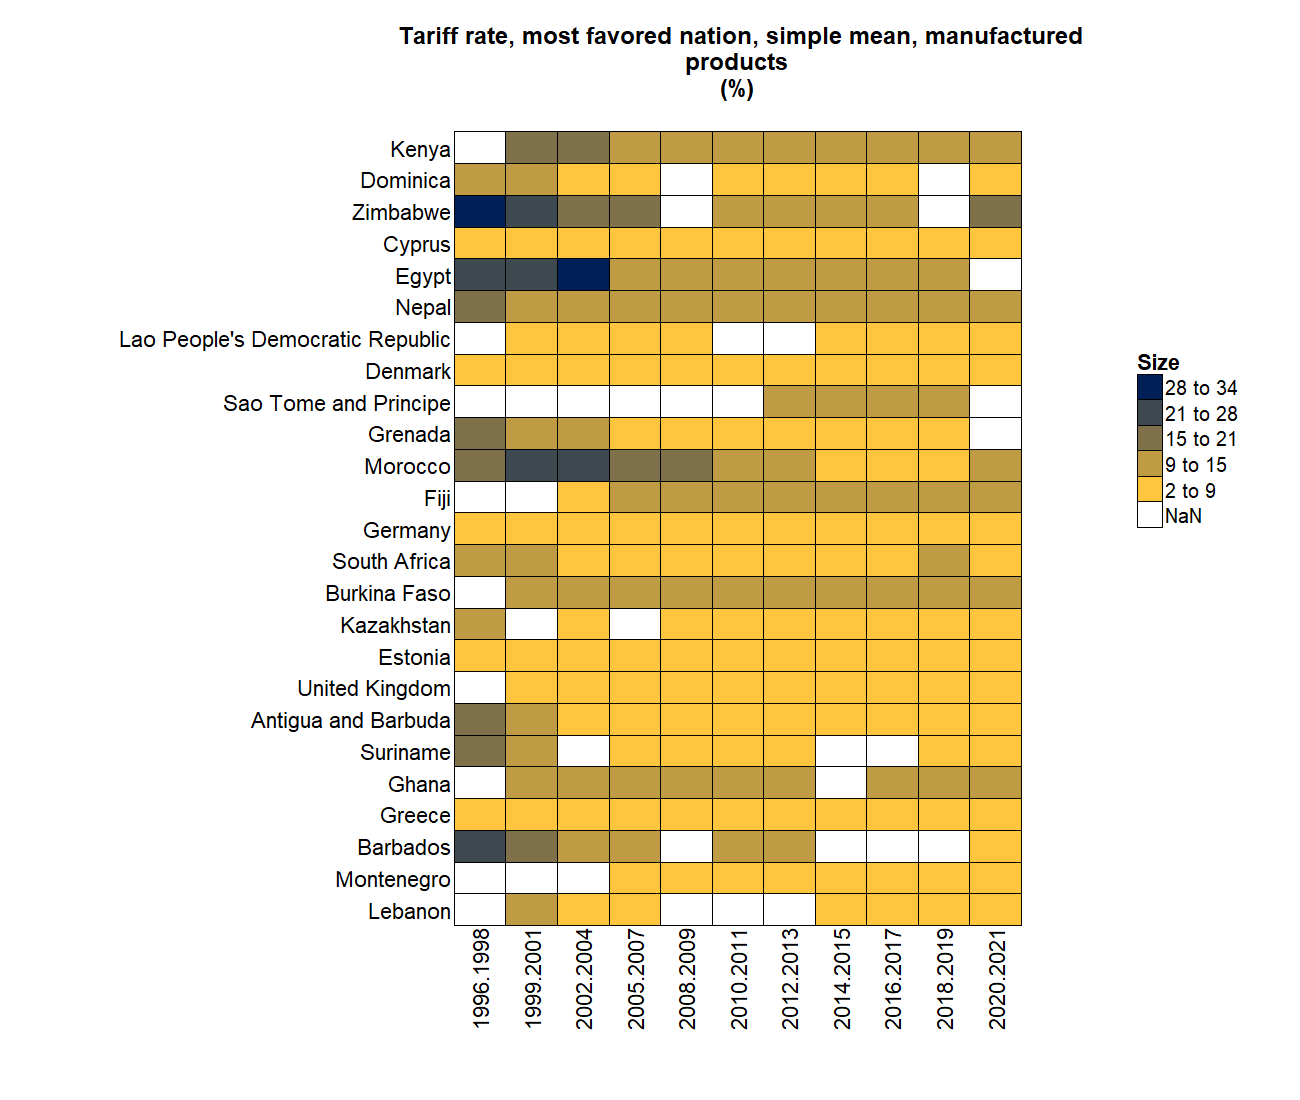 Tariff rate, most favored nation, simple mean, manufactured
products
(%)
Kenya
Dominica
Zimbabwe
Cyprus
Egypt
Nepal
Lao People's Democratic Republic
Denmark
Sao Tome and Principe
Grenada
Morocco
Fiji
Germany
South Africa
Burkina Faso
Kazakhstan
Estonia
United Kingdom
Antigua and Barbuda
Suriname
Ghana
Greece
Barbados
Montenegro
Lebanon
1996.1998
1999.2001
2002.2004
2005.2007
2008.2009
2010.2011
2012.2013
2014.2015
2016.2017
2018.2019
2020.2021
Size
28 to 34
21 to 28
15 to 21
9 to 15
2 to 9
NaN